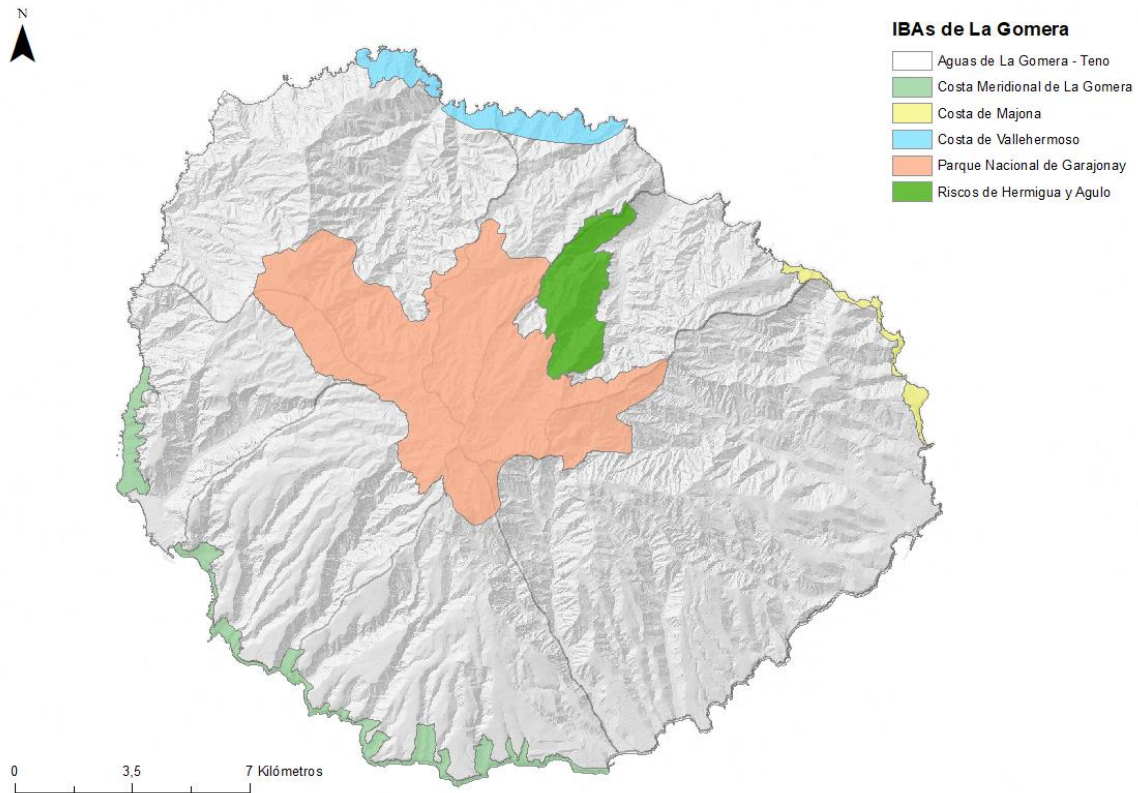 N
IBAs de La Gomera
Aguas de La Gomera - Teno
Costa Meridional de La Gomera
Costa de Majona
Costa de Vallehermoso
Parque Nacional de Garajonay
Riscos de Hermigua y Agulo
0 3,5 7 Kilómetros